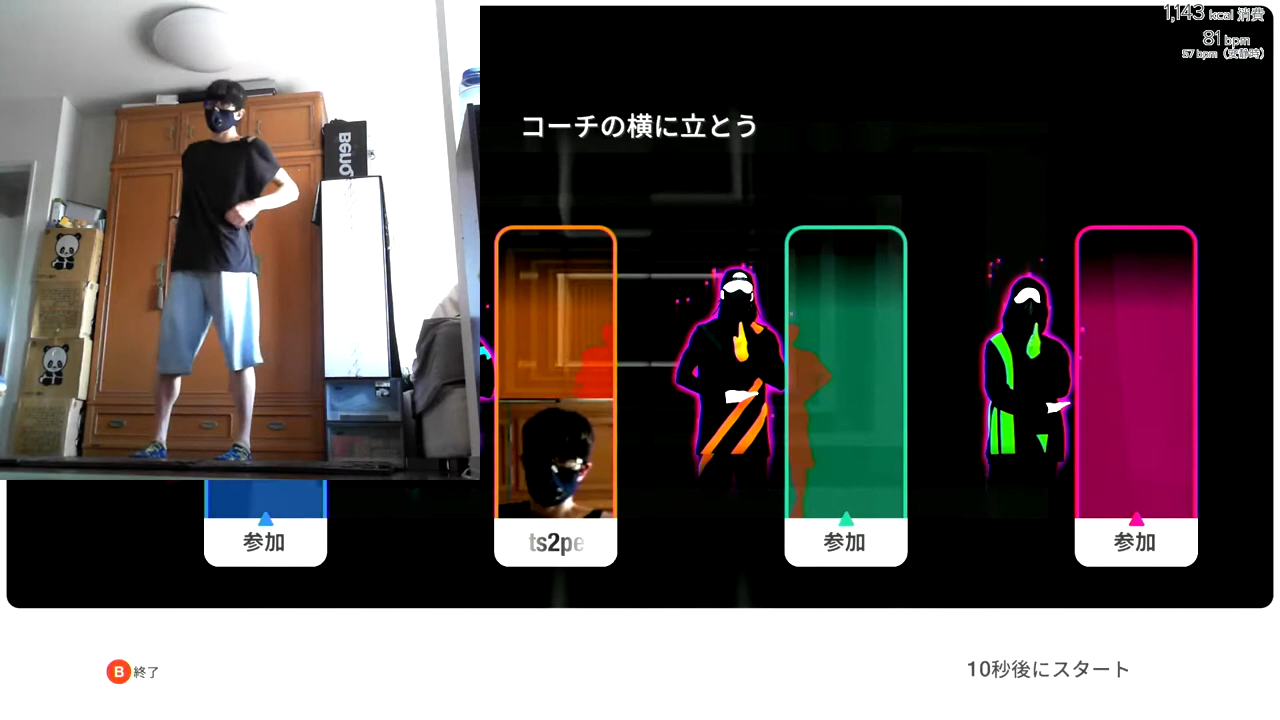 1,143 kcal 消費
81 bpm
57 bpm（安静時）
コーチの横に立とう
BenQ
参加
ts2pe
参加
参加
B 終了
10秒後にスタート